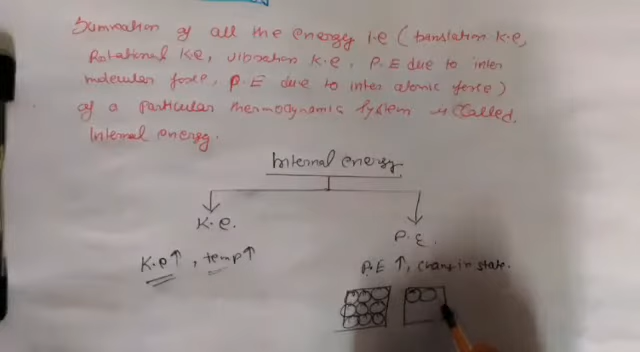 Summation of all the energy i.e (translation K.e,
Rotational K.e, vibration K.e, P.E due to inter
molecular force, P.E due to inter atomic force)
of a particular thermodynamic system is called
Internal energy.
Internal energy
K.e.
P.E.
K.e↑, temp↑
P.E ↑, change in state.